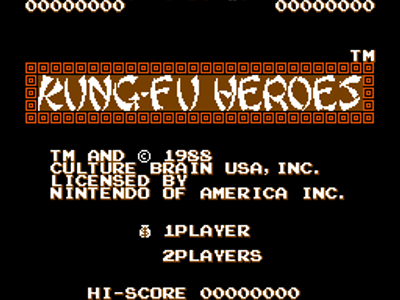 00000000 00000000
TM
KUNG-FU HEROES
TM AND © 1988
CULTURE BRAIN USA, INC.
LICENSED BY
NINTENDO OF AMERICA INC.
1PLAYER
2PLAYERS
HI-SCORE 00000000